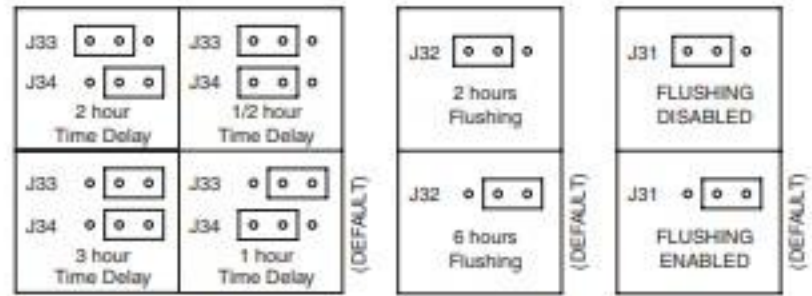 J33
J34
2 hour
Time Delay
J33
J34
1/2 hour
Time Delay
J33
J34
3 hour
Time Delay
J33
J34
1 hour
Time Delay
(DEFAULT)
J32
2 hours
Flushing
J32
6 hours
Flushing
(DEFAULT)
J31
FLUSHING
DISABLED
J31
FLUSHING
ENABLED
(DEFAULT)